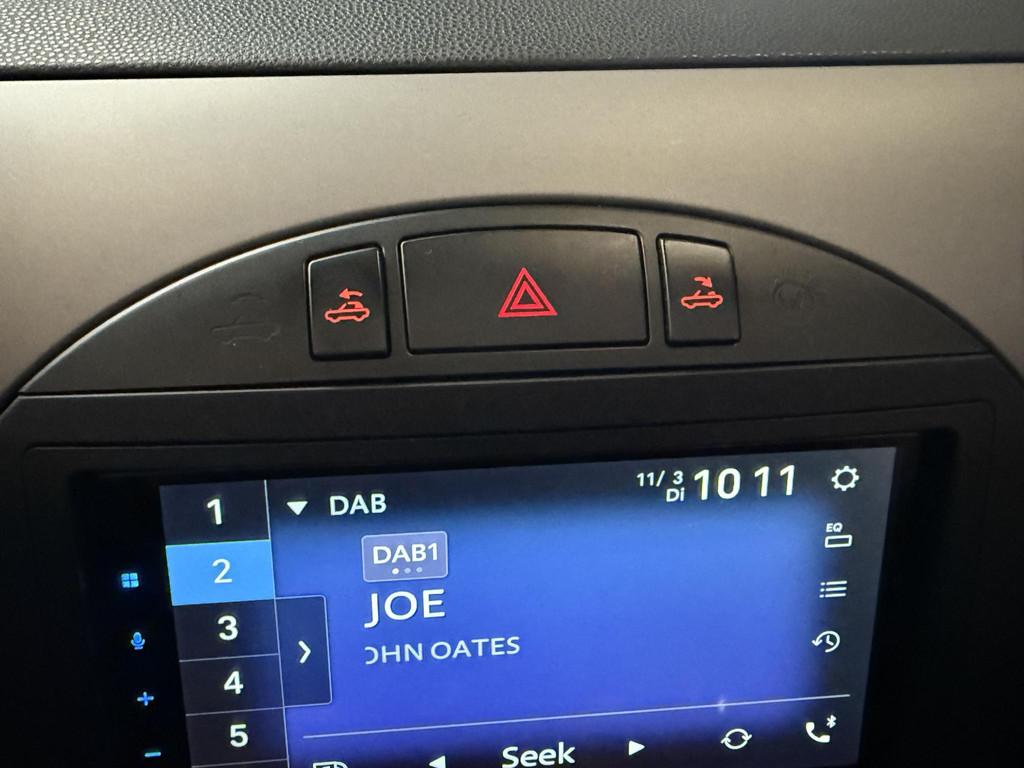 1
2
3
4
5
DAB
11/ 3
Di
10 11
EQ
DAB1
JOE
OHN OATES
Seek